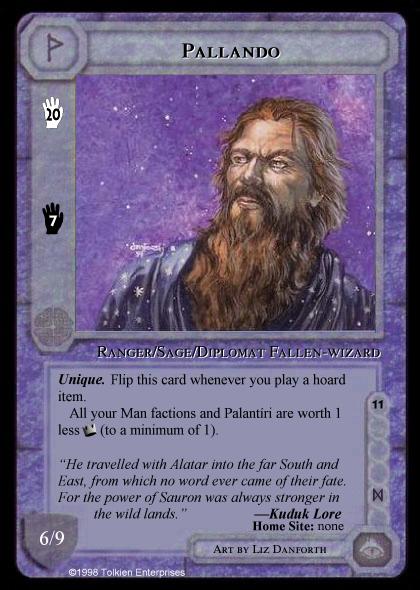 PALLANDO
20
7
RANGER/SAGE/DIPLOMAT FALLEN-WIZARD
Unique. Flip this card whenever you play a hoard
item.
All your Man factions and Palantíri are worth 1
less (to a minimum of 1).
11
“He travelled with Alatar into the far South and
East, from which no word ever came of their fate.
For the power of Sauron was always stronger in
the wild lands.” —Kuduk Lore
Home Site: none
6/9
ART BY LIZ DANFORTH
©1998 Tolkien Enterprises